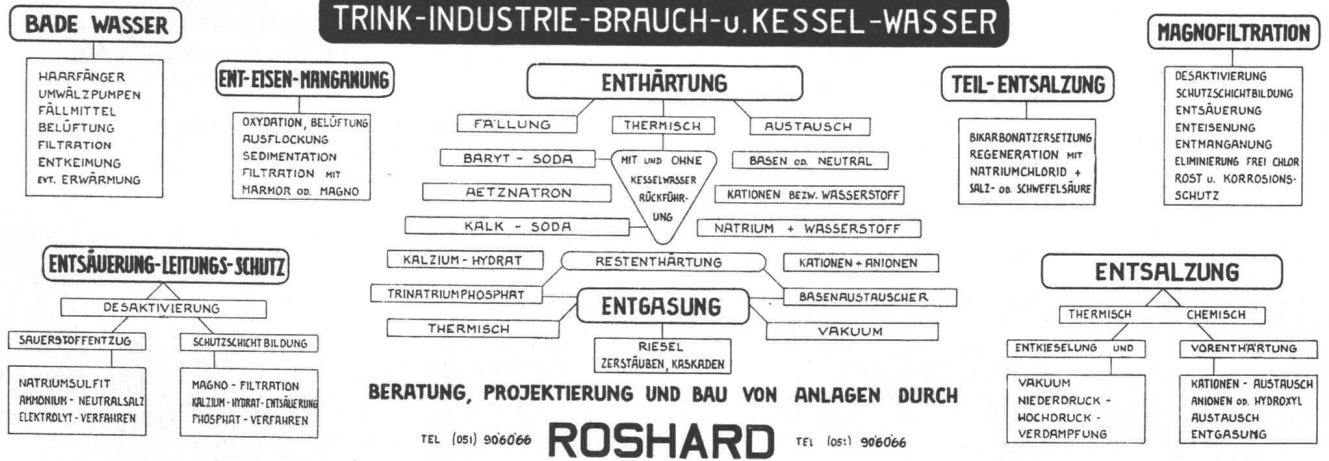 TRINK-INDUSTRIE-BRAUCH-u.KESSEL-WASSER
BADE WASSER
HAARFÄNGER
UMWÄLZPUMPEN
FÄLLMITTEL
BELÜFTUNG
FILTRATION
ENTKEIMUNG
EVT. ERWÄRMUNG
ENT-EISEN-MANGANUNG
OXYDATION, BELÜFTUNG
AUSFLOCKUNG
SEDIMENTATION
FILTRATION MIT
MARMOR OD. MAGNO
ENTHÄRTUNG
FÄLLUNG
THERMISCH
AUSTAUSCH
BARYT - SODA
MIT UND OHNE
KESSELWASSER
RÜCKFÜHR-
UNG
BASEN OD. NEUTRAL
AETZNATRON
KATIONEN BEZW. WASSERSTOFF
KALK - SODA
NATRIUM + WASSERSTOFF
KALZIUM - HYDRAT
RESTENTHÄRTUNG
KATIONEN + ANIONEN
TRINATRIUMPHOSPHAT
BASENAUSTAUSCHER
ENTGASUNG
THERMISCH
VAKUUM
RIESEL
ZERSTÄUBEN, KASKADEN
TEIL-ENTSALZUNG
BIKARBONATZERSETZUNG
REGENERATION MIT
NATRIUMCHLORID +
SALZ- OD. SCHWEFELSÄURE
MAGNOFILTRATION
DESAKTIVIERUNG
SCHUTZSCHICHTBILDUNG
ENTSÄUERUNG
ENTEISENUNG
ENTMANGANUNG
ELIMINIERUNG FREI CHLOR
ROST u. KORROSIONS-
SCHUTZ
ENTSÄUERUNG-LEITUNGS-SCHUTZ
DESAKTIVIERUNG
SAUERSTOFFENTZUG
SCHUTZSCHICHTBILDUNG
NATRIUMSULFIT
AMMONIUM - NEUTRALSALZ
ELEKTROLYT - VERFAHREN
MAGNO - FILTRATION
KALZIUM-HYDRAT-ENTSÄUERUNG
PHOSPHAT - VERFAHREN
ENTSALZUNG
THERMISCH CHEMISCH
ENTKIESELUNG UND
VORENTHÄRTUNG
VAKUUM
NIEDERDRUCK -
HOCHDRUCK -
VERDAMPFUNG
KATIONEN - AUSTAUSCH
ANIONEN OD. HYDROXYL
AUSTAUSCH
ENTGASUNG
BERATUNG, PROJEKTIERUNG UND BAU VON ANLAGEN DURCH
TEL (051) 906066 ROSHARD TEL (051) 906066